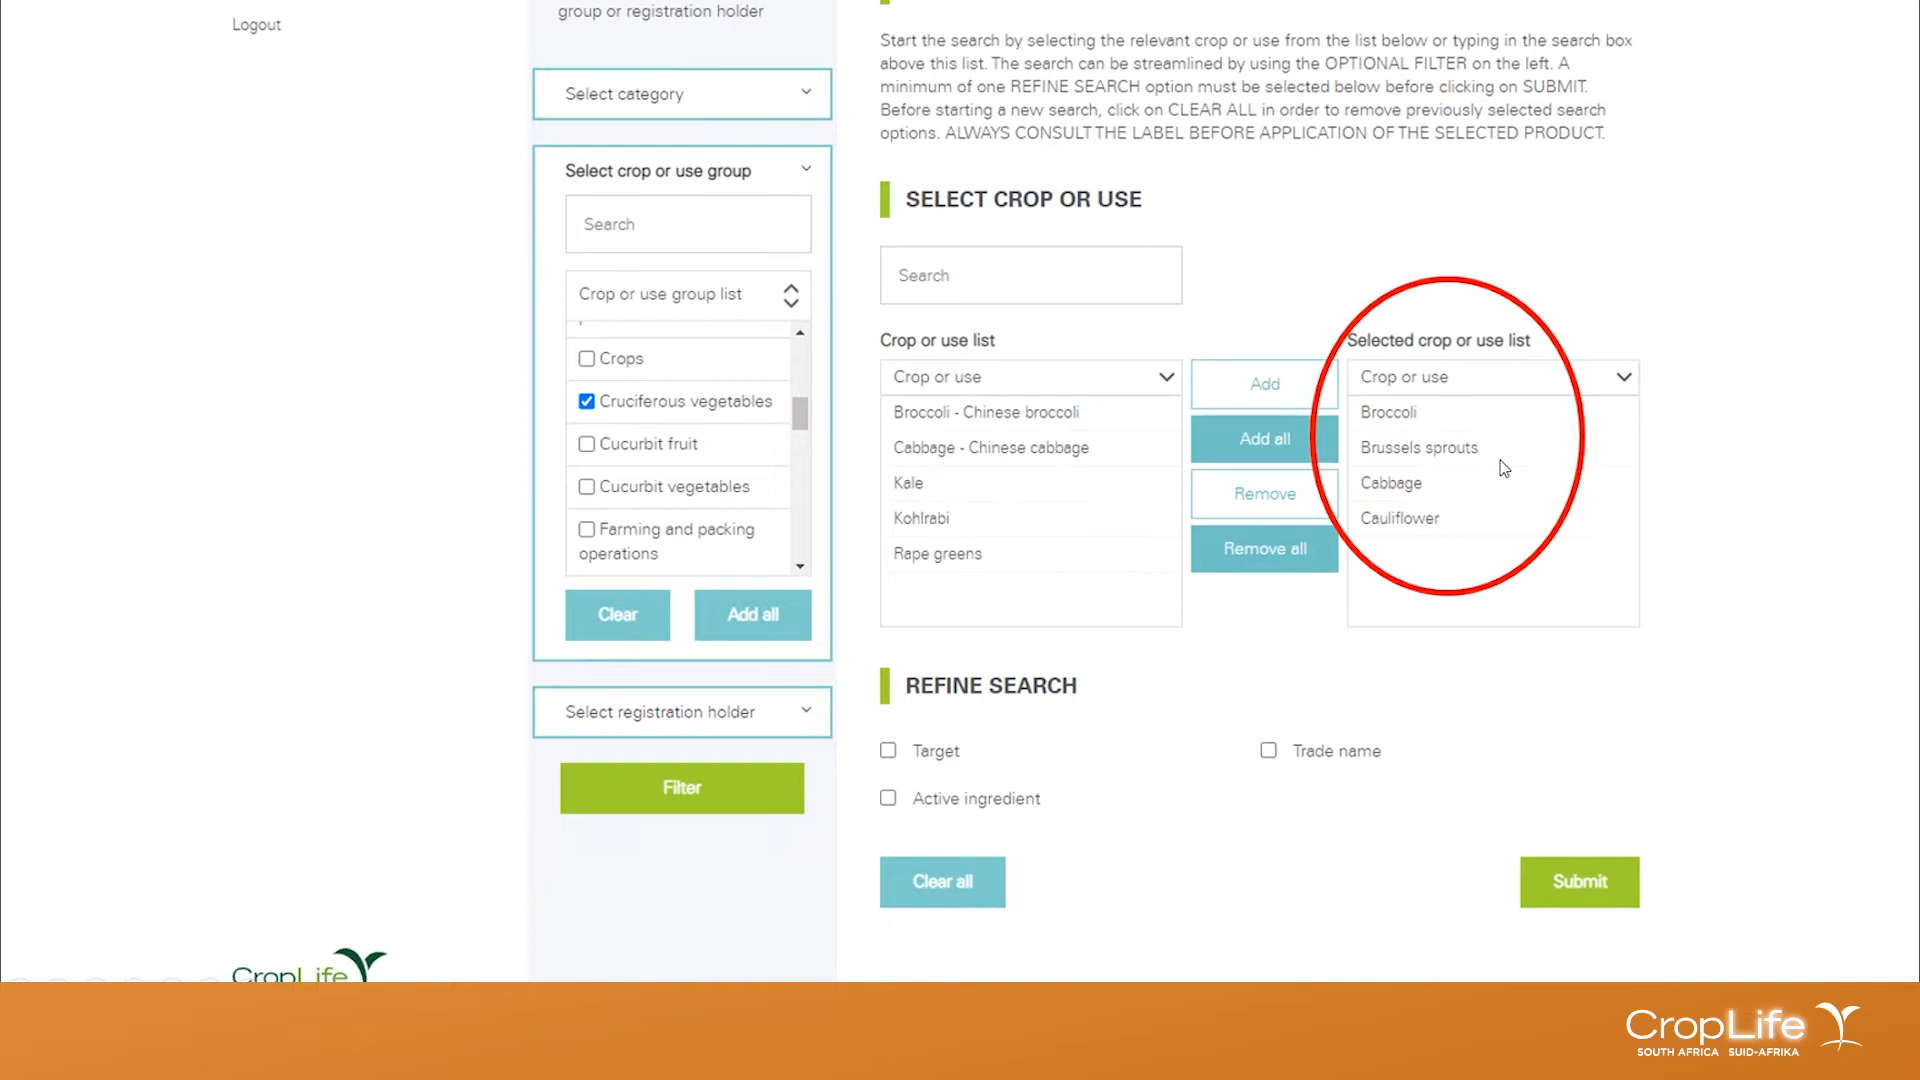 Logout
group or registration holder
Select category
Select crop or use group
Search
Crop or use group list
Crops
Cruciferous vegetables
Cucurbit fruit
Cucurbit vegetables
Farming and packing
operations
Clear
Add all
Select registration holder
Filter
Start the search by selecting the relevant crop or use from the list below or typing in the search box
above this list. The search can be streamlined by using the OPTIONAL FILTER on the left. A
minimum of one REFINE SEARCH option must be selected below before clicking on SUBMIT.
Before starting a new search, click on CLEAR ALL in order to remove previously selected search
options. ALWAYS CONSULT THE LABEL BEFORE APPLICATION OF THE SELECTED PRODUCT.
SELECT CROP OR USE
Search
Crop or use list
Crop or use
Broccoli - Chinese broccoli
Cabbage - Chinese cabbage
Kale
Kohlrabi
Rape greens
Add
Add all
Remove
Remove all
Selected crop or use list
Crop or use
Broccoli
Brussels sprouts
Cabbage
Cauliflower
REFINE SEARCH
Target
Trade name
Active ingredient
Clear all
Submit
CropLife
CropLife
SOUTH AFRICA SUID-AFRIKA